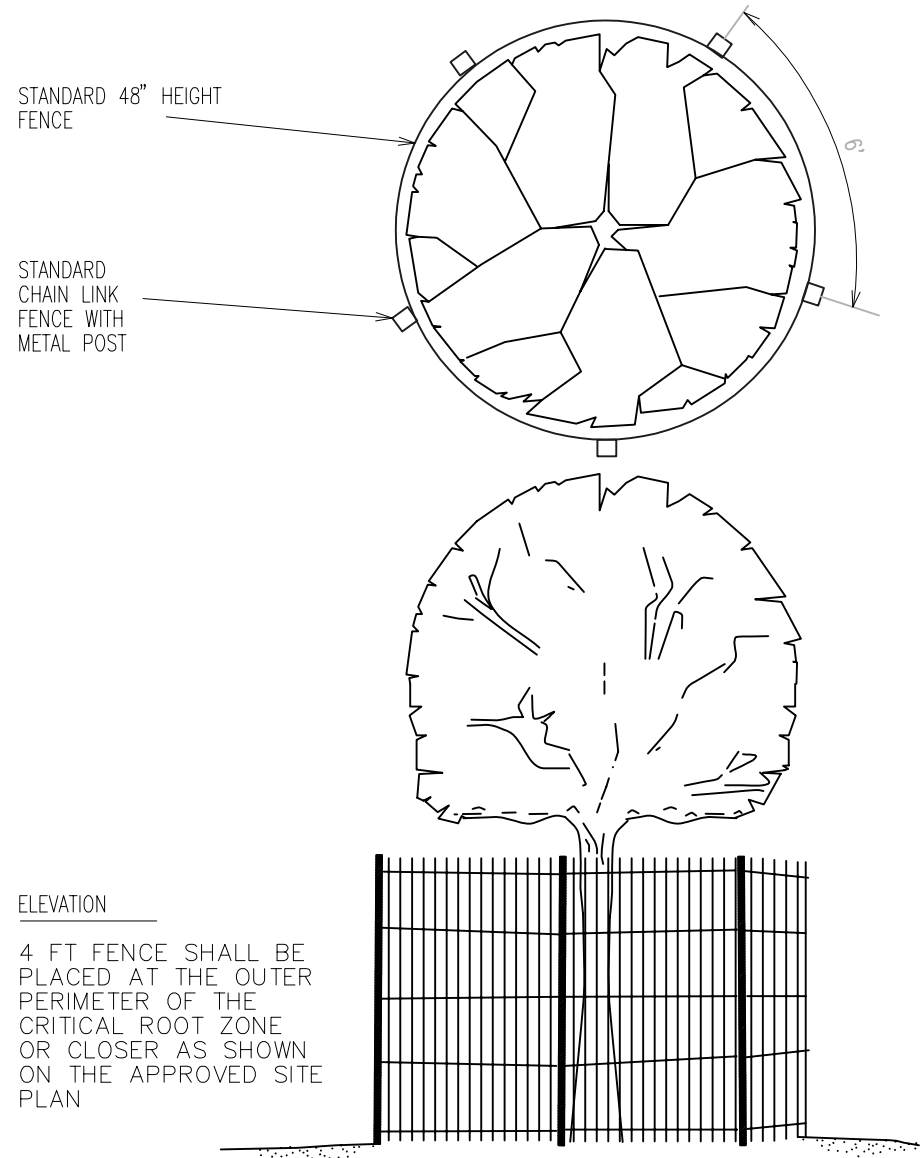 STANDARD 48" HEIGHT
FENCE
6'
STANDARD
CHAIN LINK
FENCE WITH
METAL POST
ELEVATION
4 FT FENCE SHALL BE
PLACED AT THE OUTER
PERIMETER OF THE
CRITICAL ROOT ZONE
OR CLOSER AS SHOWN
ON THE APPROVED SITE
PLAN